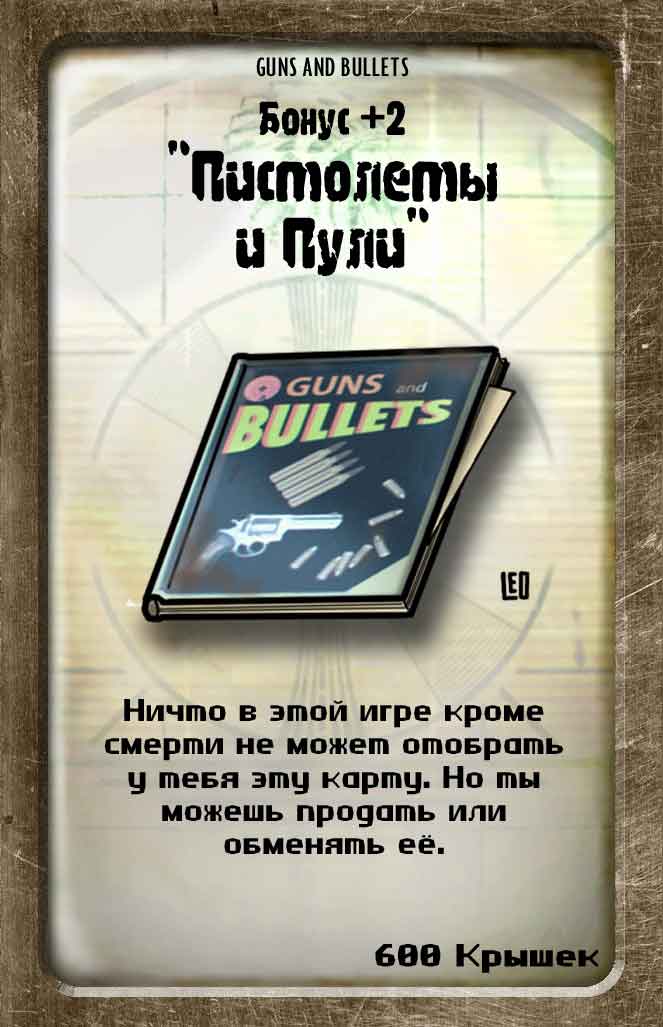 GUNS AND BULLETS
Бонус +2
"Пистолеты
и Пули"
GUNS and
BULLETS
LEO
Ничто в этой игре кроме
смерти не может отобрать
у тебя эту карту. Но ты
можешь продать или
обменять её.
600 Крышек